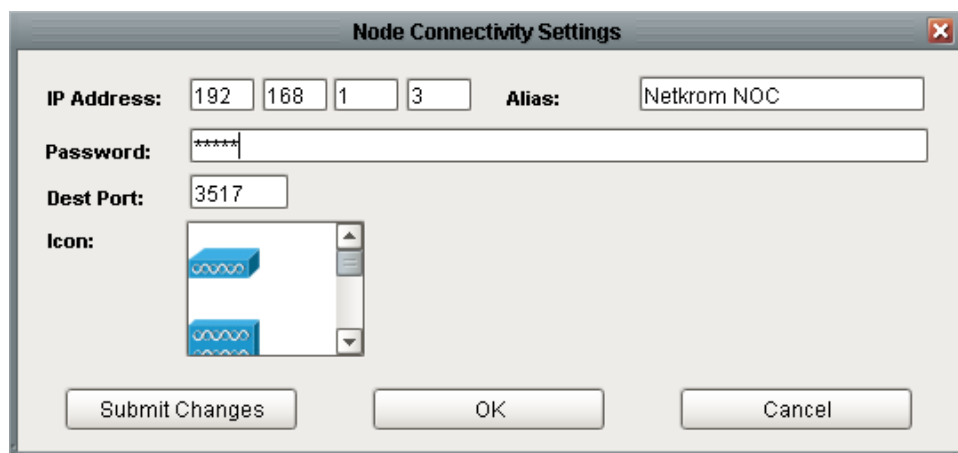 Node Connectivity Settings
IP Address: 192 168 1 3 Alias: Netkrom NOC
Password: *****
Dest Port: 3517
Icon:
Submit Changes OK Cancel